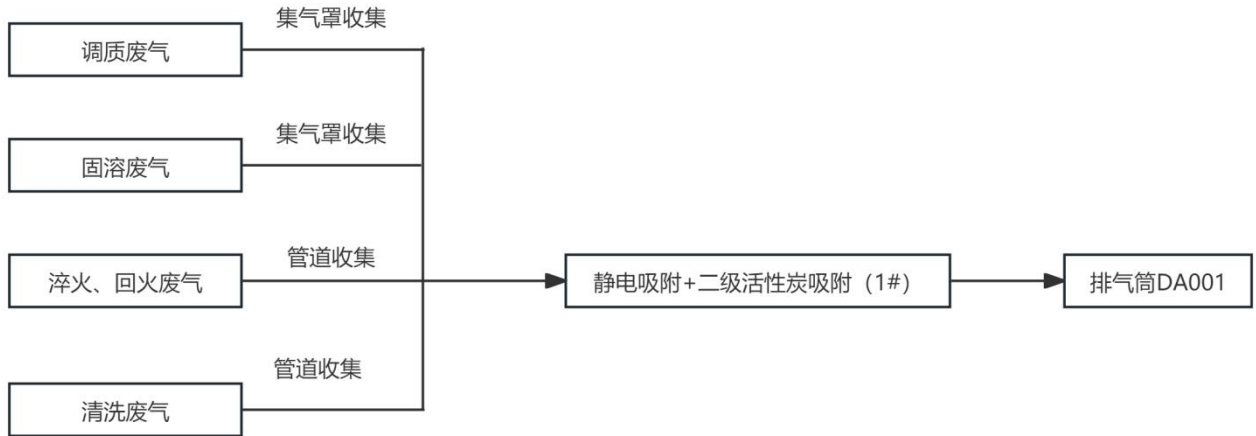 集气罩收集
调质废气
集气罩收集
固溶废气
管道收集
淬火、回火废气
静电吸附+二级活性炭吸附（1#）
排气筒DA001
管道收集
清洗废气